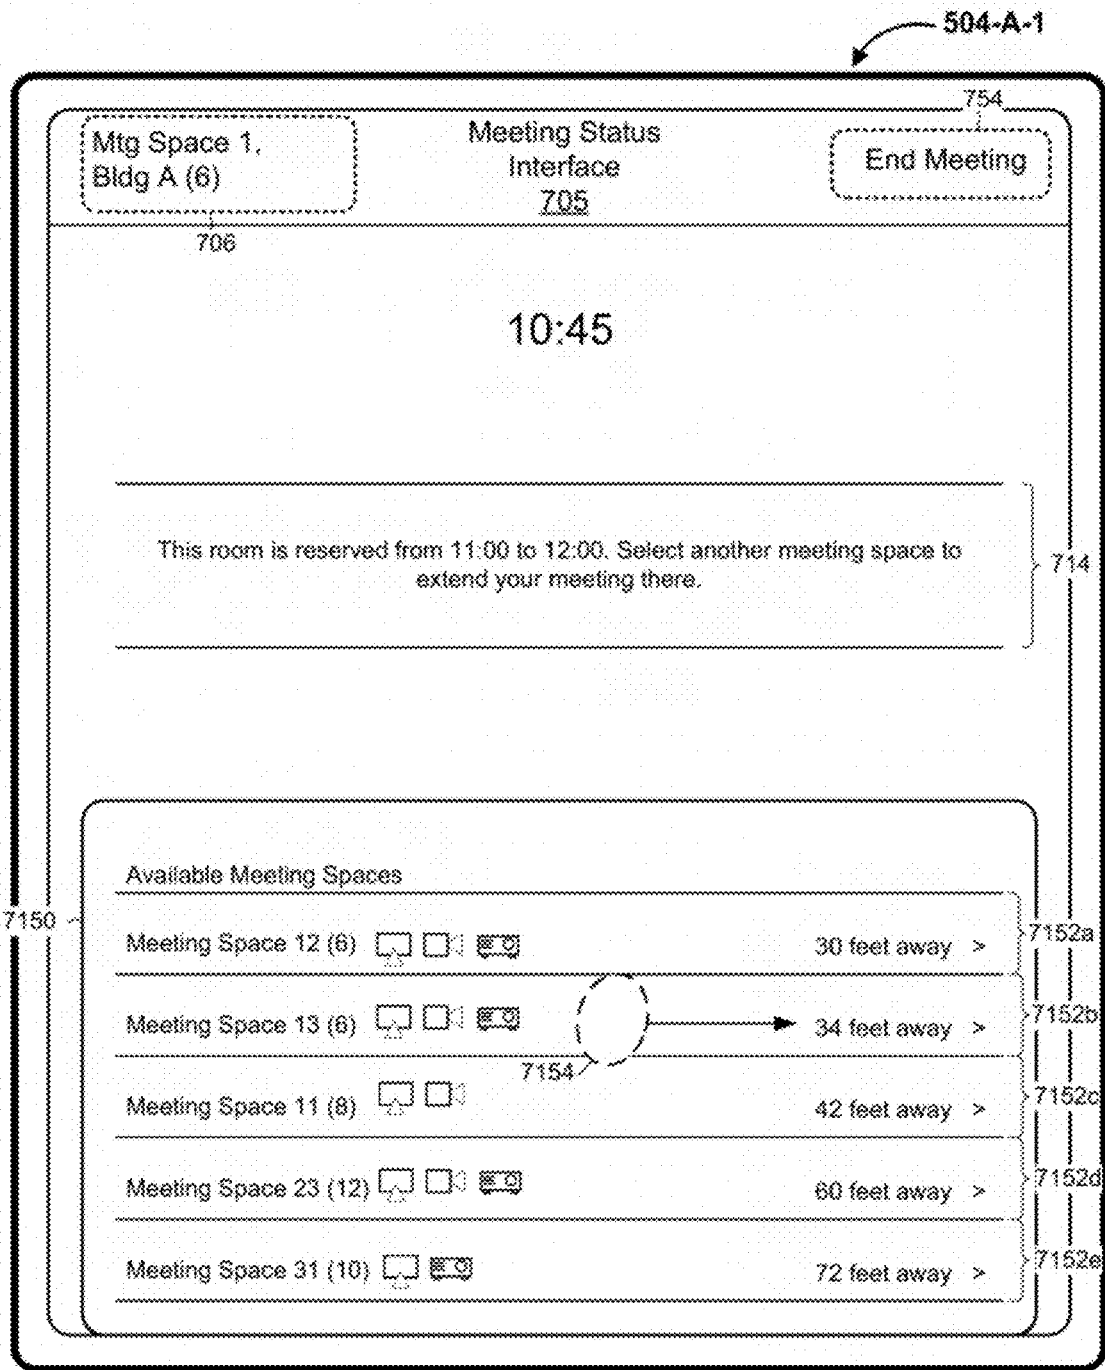 504-A-1
754
Mtg Space 1,
Bldg A (6)
Meeting Status
Interface
705
End Meeting
706
10:45
This room is reserved from 11:00 to 12:00. Select another meeting space to
extend your meeting there.
714
Available Meeting Spaces
7150
Meeting Space 12 (6) 30 feet away >
7152a
Meeting Space 13 (6) 34 feet away >
7152b
7154
Meeting Space 11 (8) 42 feet away >
7152c
Meeting Space 23 (12) 60 feet away >
7152d
Meeting Space 31 (10) 72 feet away >
7152e